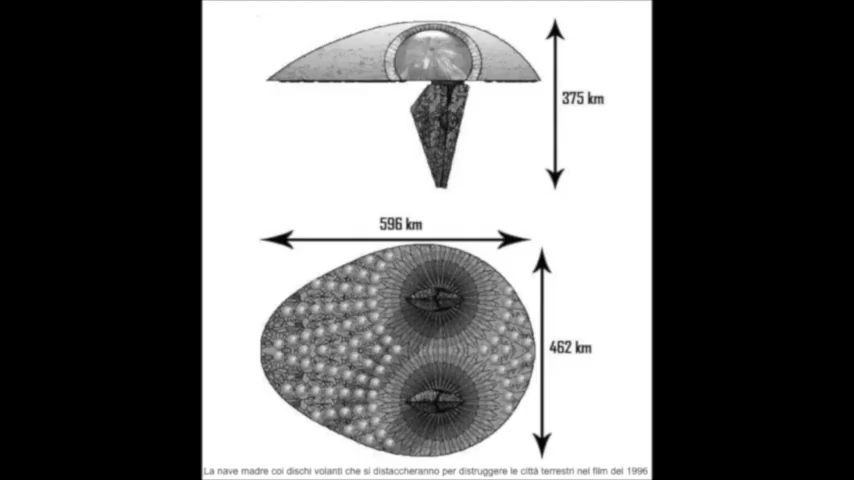 375 km
596 km
462 km
La nave madre coi dischi volanti che si distaccheranno per distruggere le città terrestri nel film del 1996